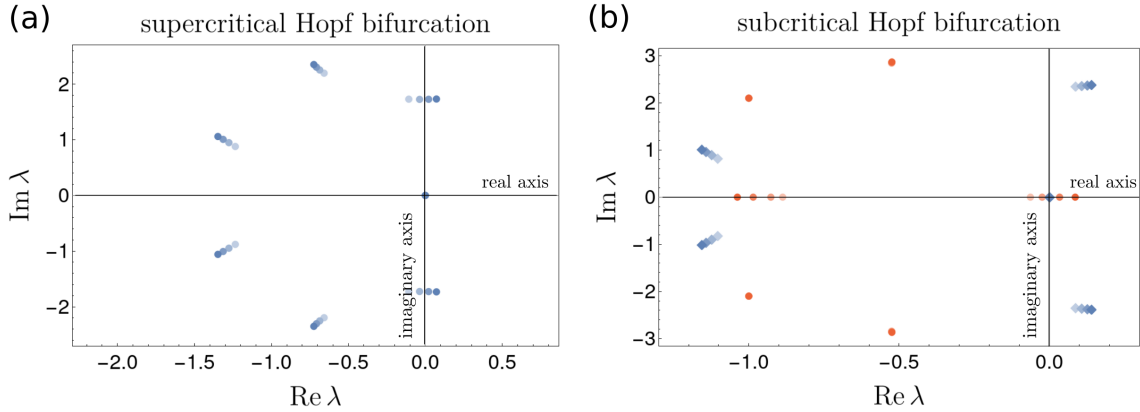 (a)
supercritical Hopf bifurcation
2
1
0
−1
−2
Im λ
real axis
imaginary axis
−2.0 −1.5 −1.0 −0.5 0.0 0.5
Re λ
(b)
subcritical Hopf bifurcation
3
2
1
0
−1
−2
−3
Im λ
real axis
imaginary axis
−1.0 −0.5 0.0
Re λ